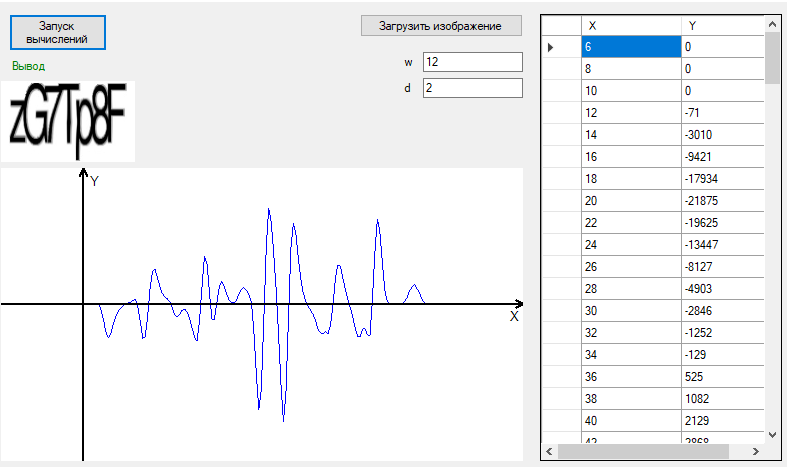 Запуск
вычислений
Загрузить изображение
w 12
d 2
Вывод
zG7Tp8F
Y
X
X Y
6 0
8 0
10 0
12 -71
14 -3010
16 -9421
18 -17934
20 -21875
22 -19625
24 -13447
26 -8127
28 -4903
30 -2846
32 -1252
34 -129
36 525
38 1082
40 2129
42 2868